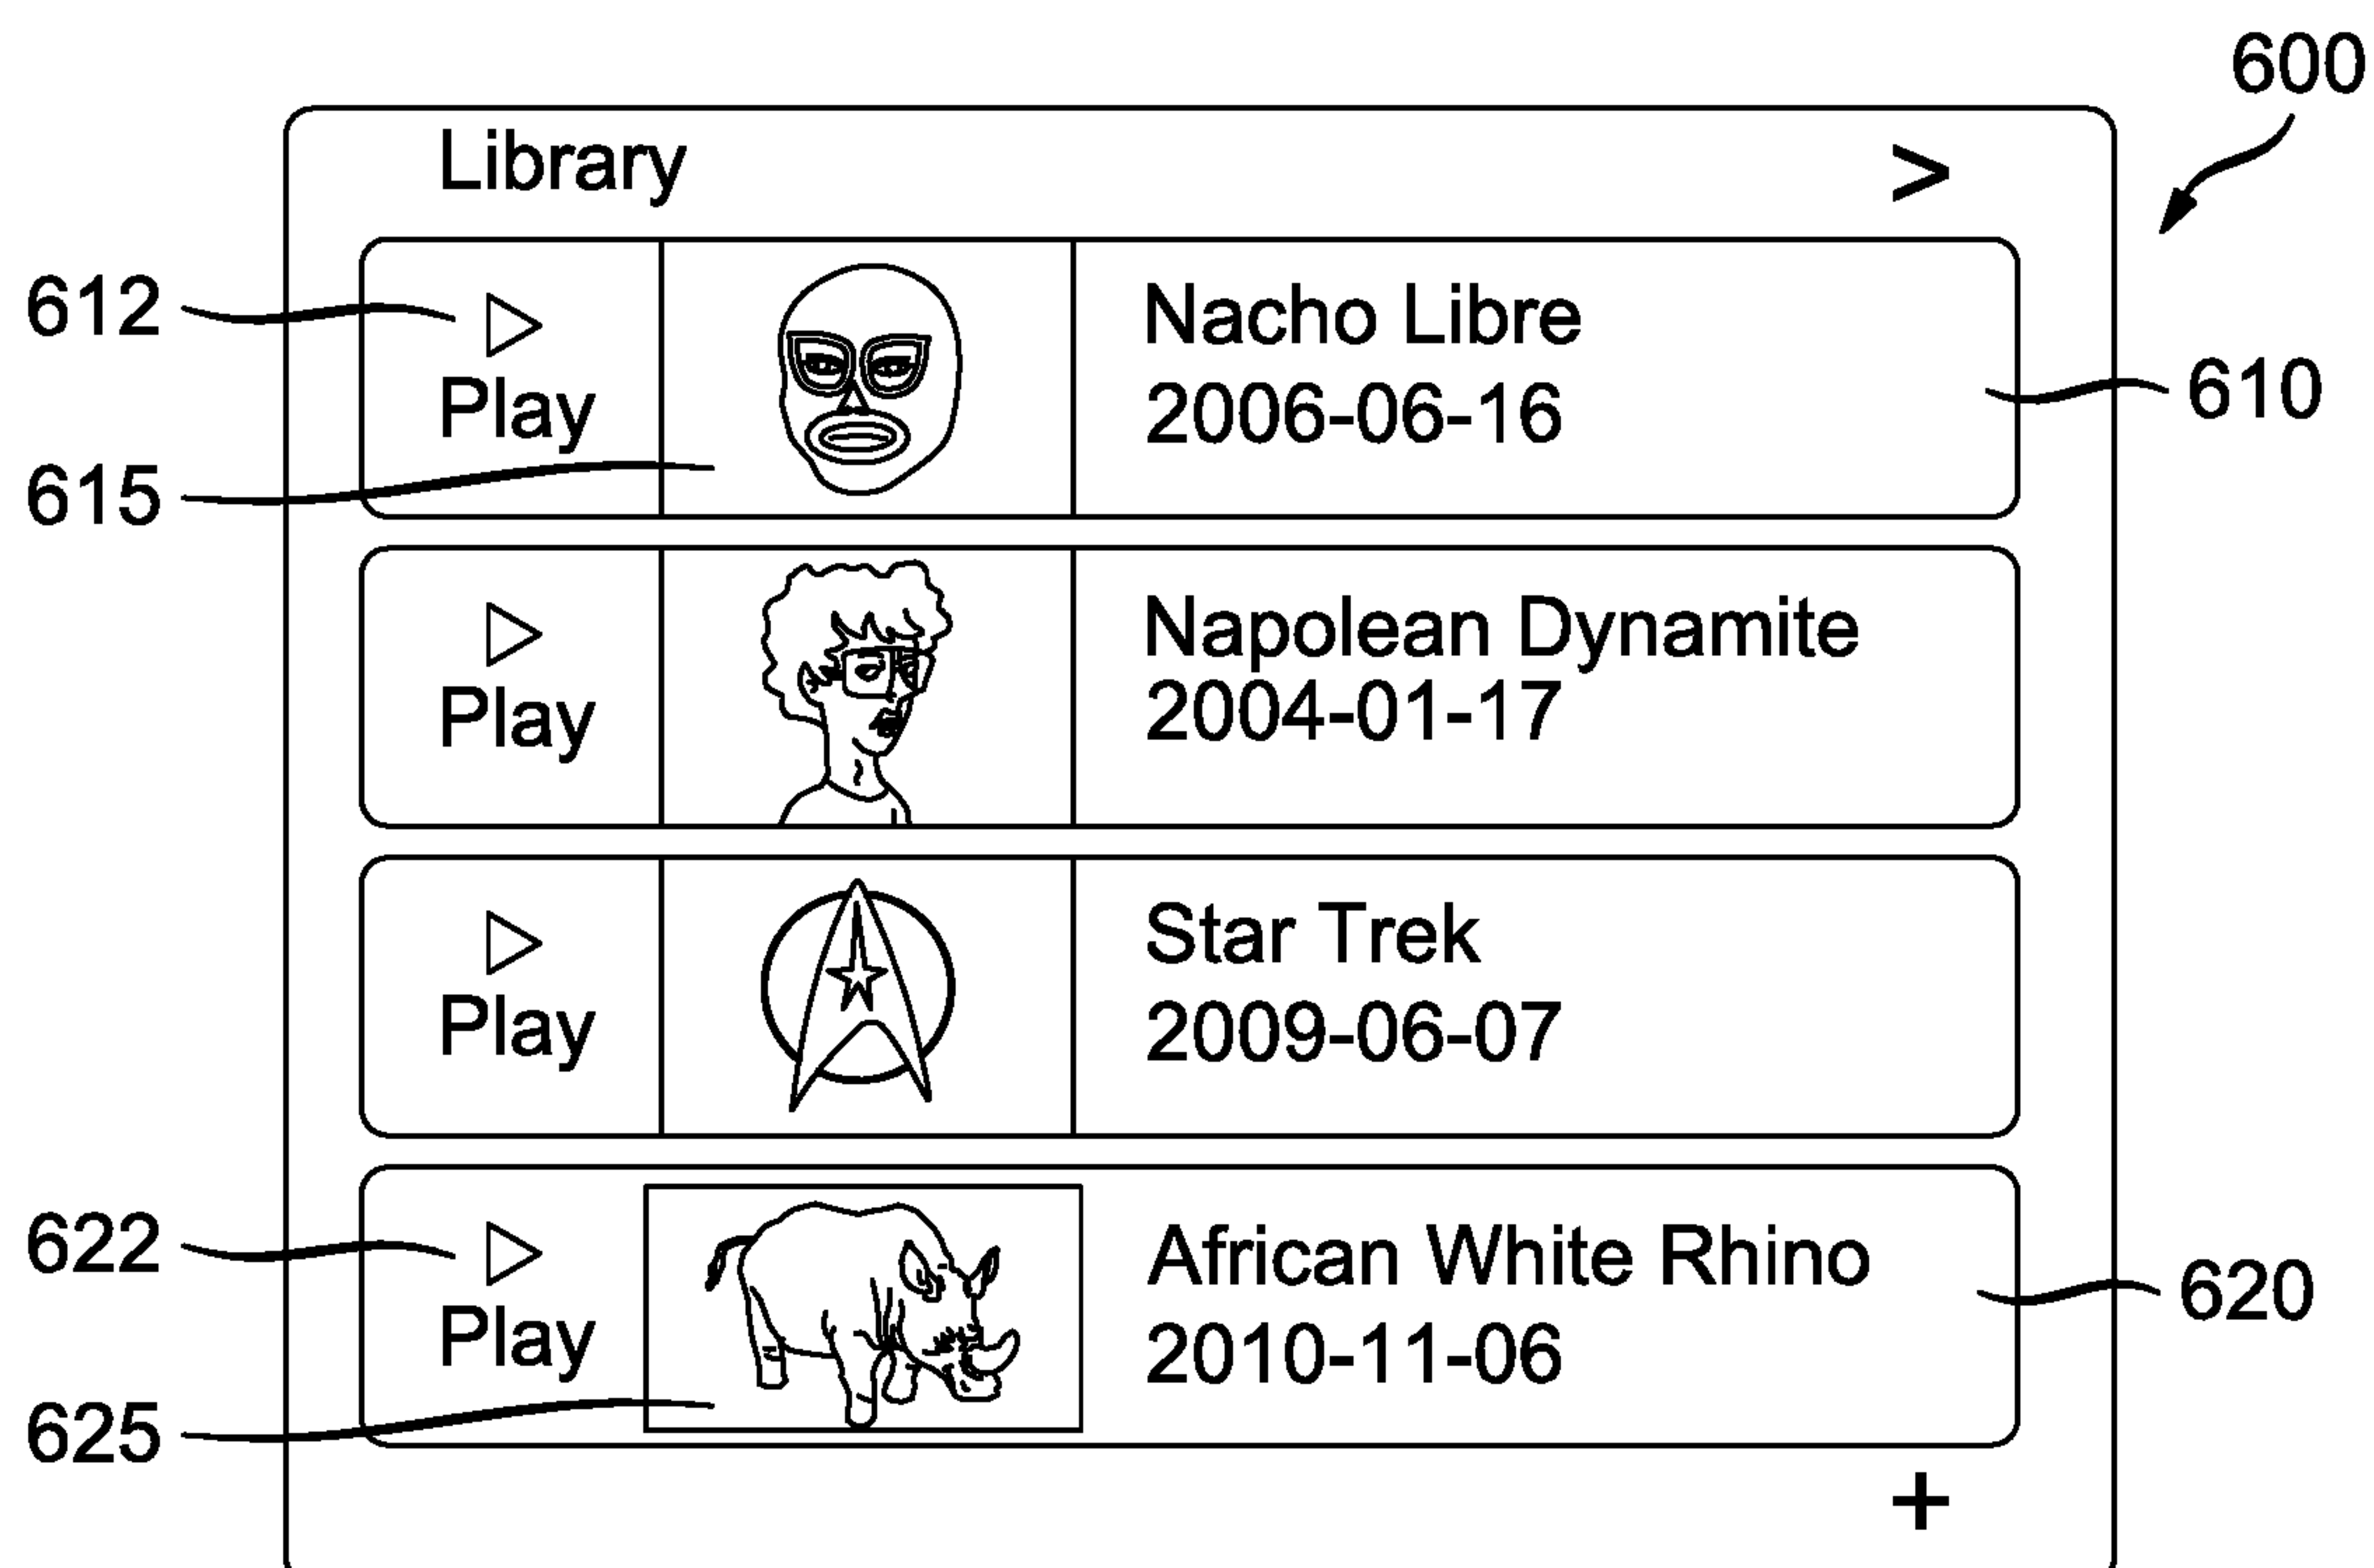 600
Library >
612
Play
615
Nacho Libre
2006-06-16
610
Play
Napolean Dynamite
2004-01-17
Play
Star Trek
2009-06-07
622
Play
625
African White Rhino
2010-11-06
620
+